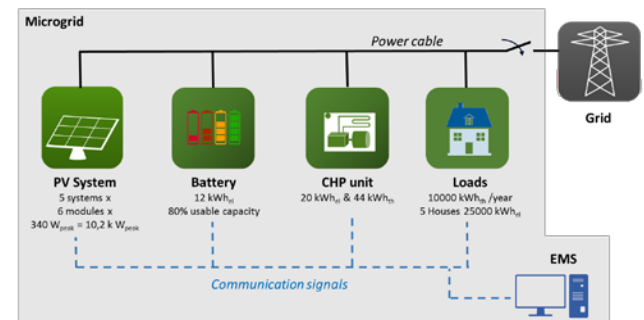 Microgrid
Power cable
Grid
PV System
5 systems x
6 modules x
340 Wpeak = 10,2 k Wpeak
Battery
12 kWhel
80% usable capacity
CHP unit
20 kWhel & 44 kWhth
Loads
10000 kWhth /year
5 Houses 25000 kWhel
EMS
Communication signals